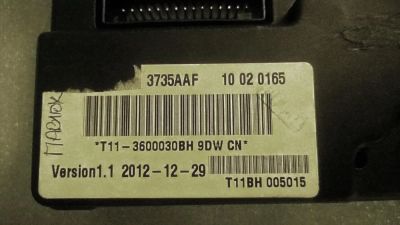 3735AAF 10 02 0165
*T11-3600030BH 9DW CN*
Version1.1 2012-12-29
T11BH 005015